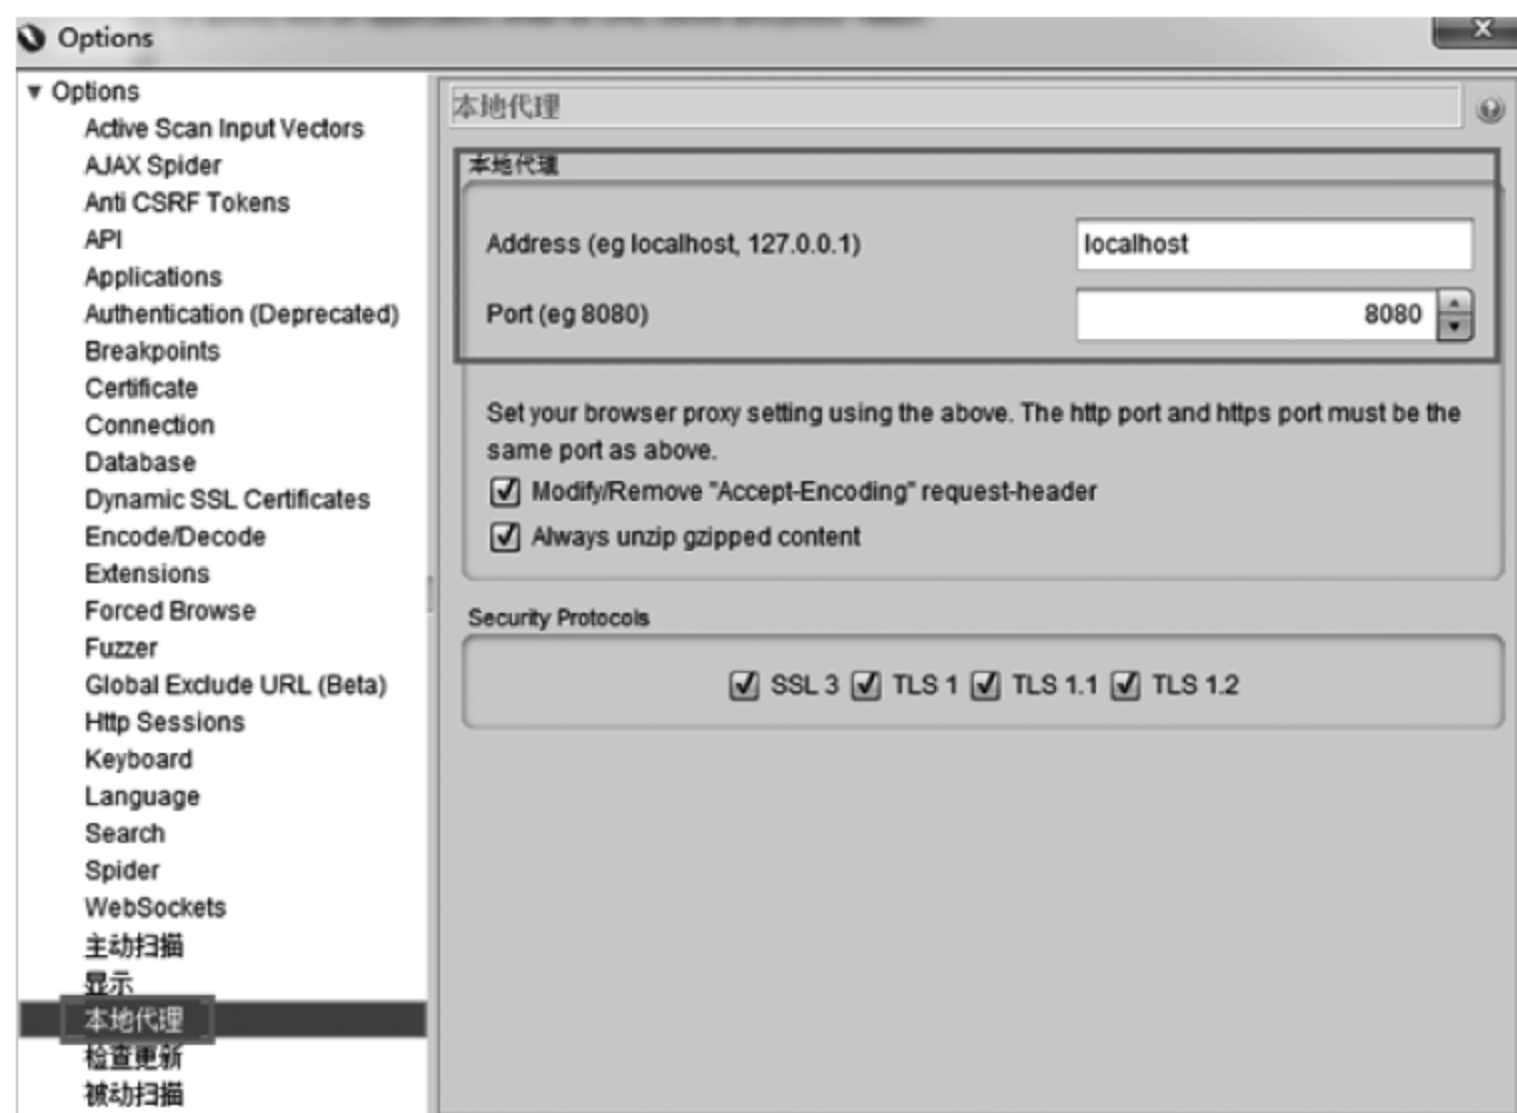 Options
Options
Active Scan Input Vectors
AJAX Spider
Anti CSRF Tokens
API
Applications
Authentication (Deprecated)
Breakpoints
Certificate
Connection
Database
Dynamic SSL Certificates
Encode/Decode
Extensions
Forced Browse
Fuzzer
Global Exclude URL (Beta)
Http Sessions
Keyboard
Language
Search
Spider
WebSockets
主动扫描
显示
本地代理
检查更新
被动扫描
本地代理
本地代理
Address (eg localhost, 127.0.0.1)
localhost
Port (eg 8080)
8080
Set your browser proxy setting using the above. The http port and https port must be the
same port as above.
Modify/Remove "Accept-Encoding" request-header
Always unzip gzipped content
Security Protocols
SSL 3 TLS 1 TLS 1.1 TLS 1.2